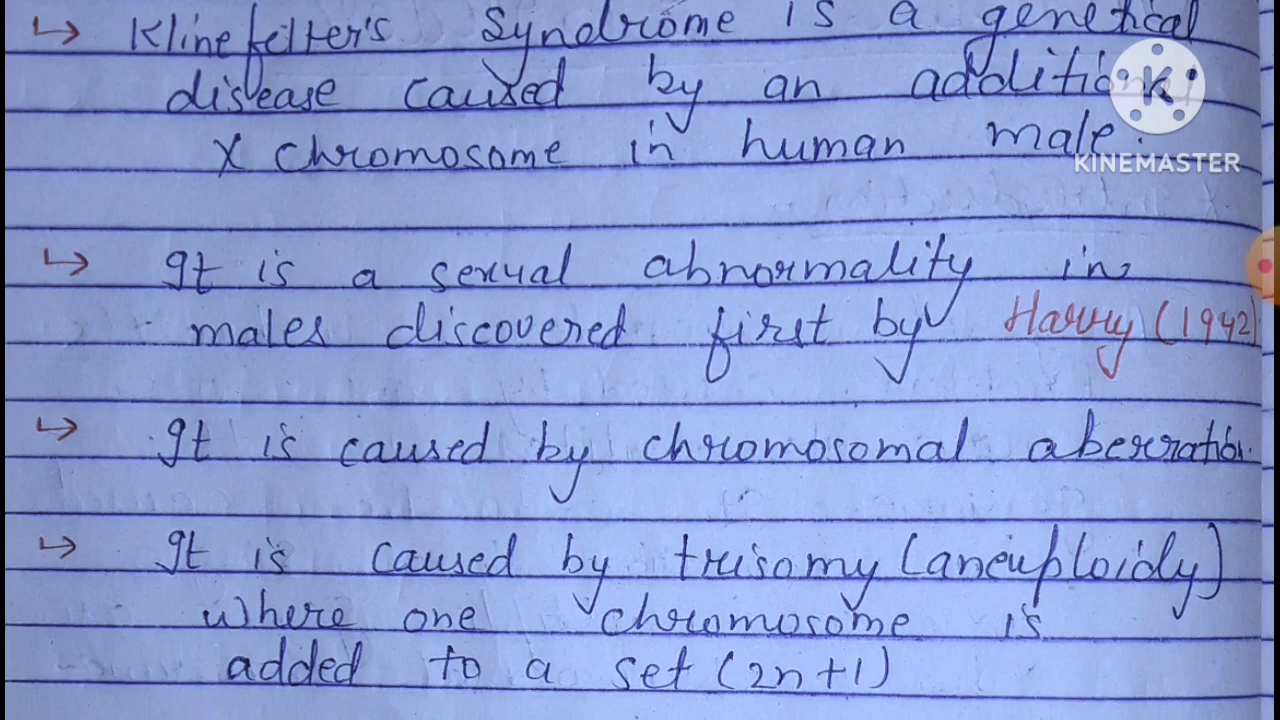 ↳ Klinefelter's Syndrome is a genetical
disease caused by an additional
X chromosome in human male.
KINEMASTER
↳ It is a sexual abnormality in
males discovered first by Harry (1942)
↳ It is caused by chromosomal aberration.
↳ It is caused by trisomy (aneuploidy)
where one chromosome is
added to a set (2n+1)